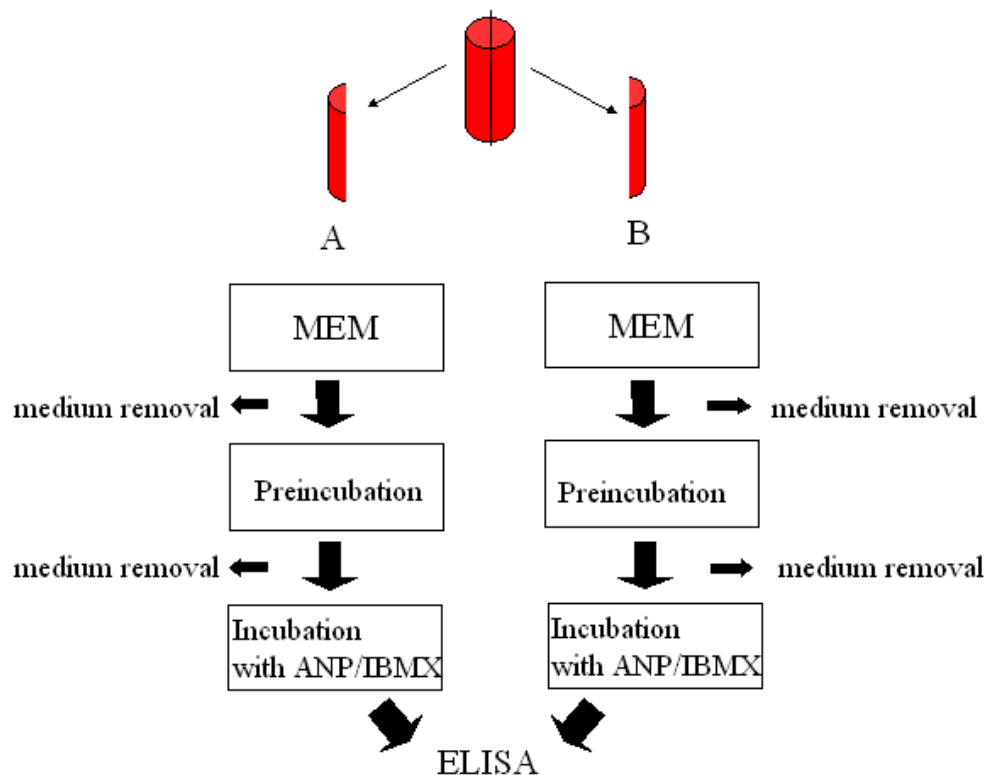 A
B
MEM
MEM
medium removal
medium removal
Preincubation
Preincubation
medium removal
medium removal
Incubation
with ANP/IBMX
Incubation
with ANP/IBMX
ELISA